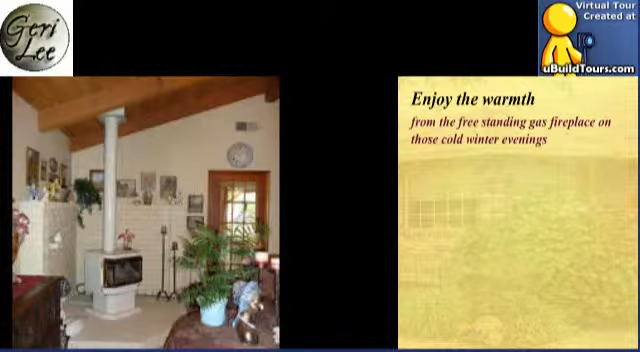 Geri
Lee
Virtual Tour
Created at
uBuildTours.com
Enjoy the warmth
from the free standing gas fireplace on
those cold winter evenings